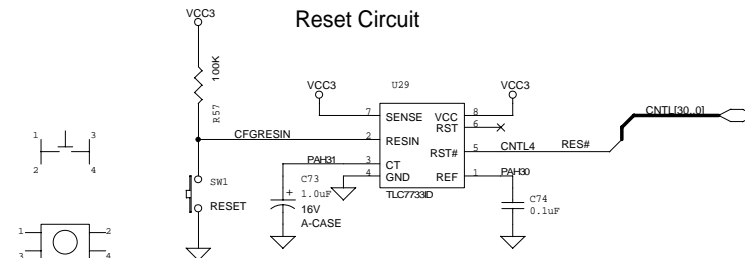 Reset Circuit
VCC3
100K
R57
VCC3
U29
VCC3
CNTL[30..0]
7 SENSE VCC 8
RST 6
CFGRESIN 2 RESIN
RST# 5 CNTL4 RES#
PAH31 3 CT
4 GND REF 1 PAH30
TLC7733ID
1 3
2 4
SW1
RESET
C73
+ 1.0uF
16V
A-CASE
C74
0.1uF
1 2
3 4